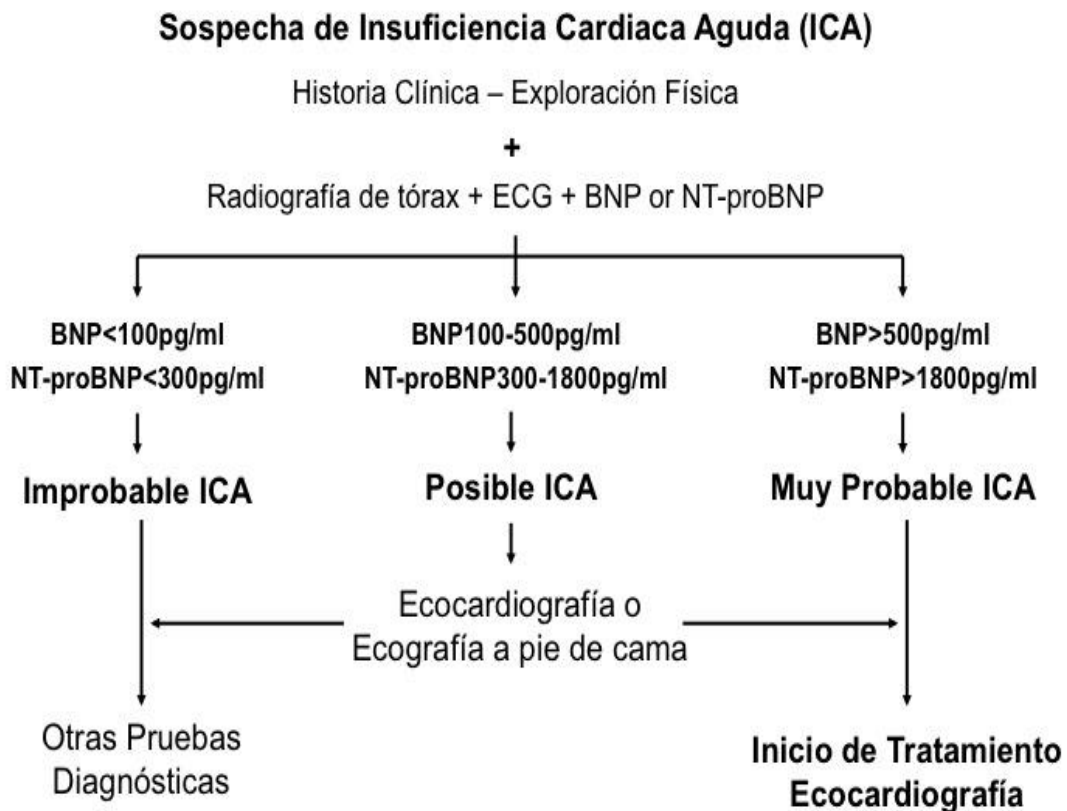 Sospecha de Insuficiencia Cardiaca Aguda (ICA)
Historia Clínica – Exploración Física
+
Radiografía de tórax + ECG + BNP or NT-proBNP
BNP<100pg/ml
NT-proBNP<300pg/ml
BNP100-500pg/ml
NT-proBNP300-1800pg/ml
BNP>500pg/ml
NT-proBNP>1800pg/ml
Improbable ICA
Posible ICA
Muy Probable ICA
Ecocardiografía o
Ecografía a pie de cama
Otras Pruebas
Diagnósticas
Inicio de Tratamiento
Ecocardiografía